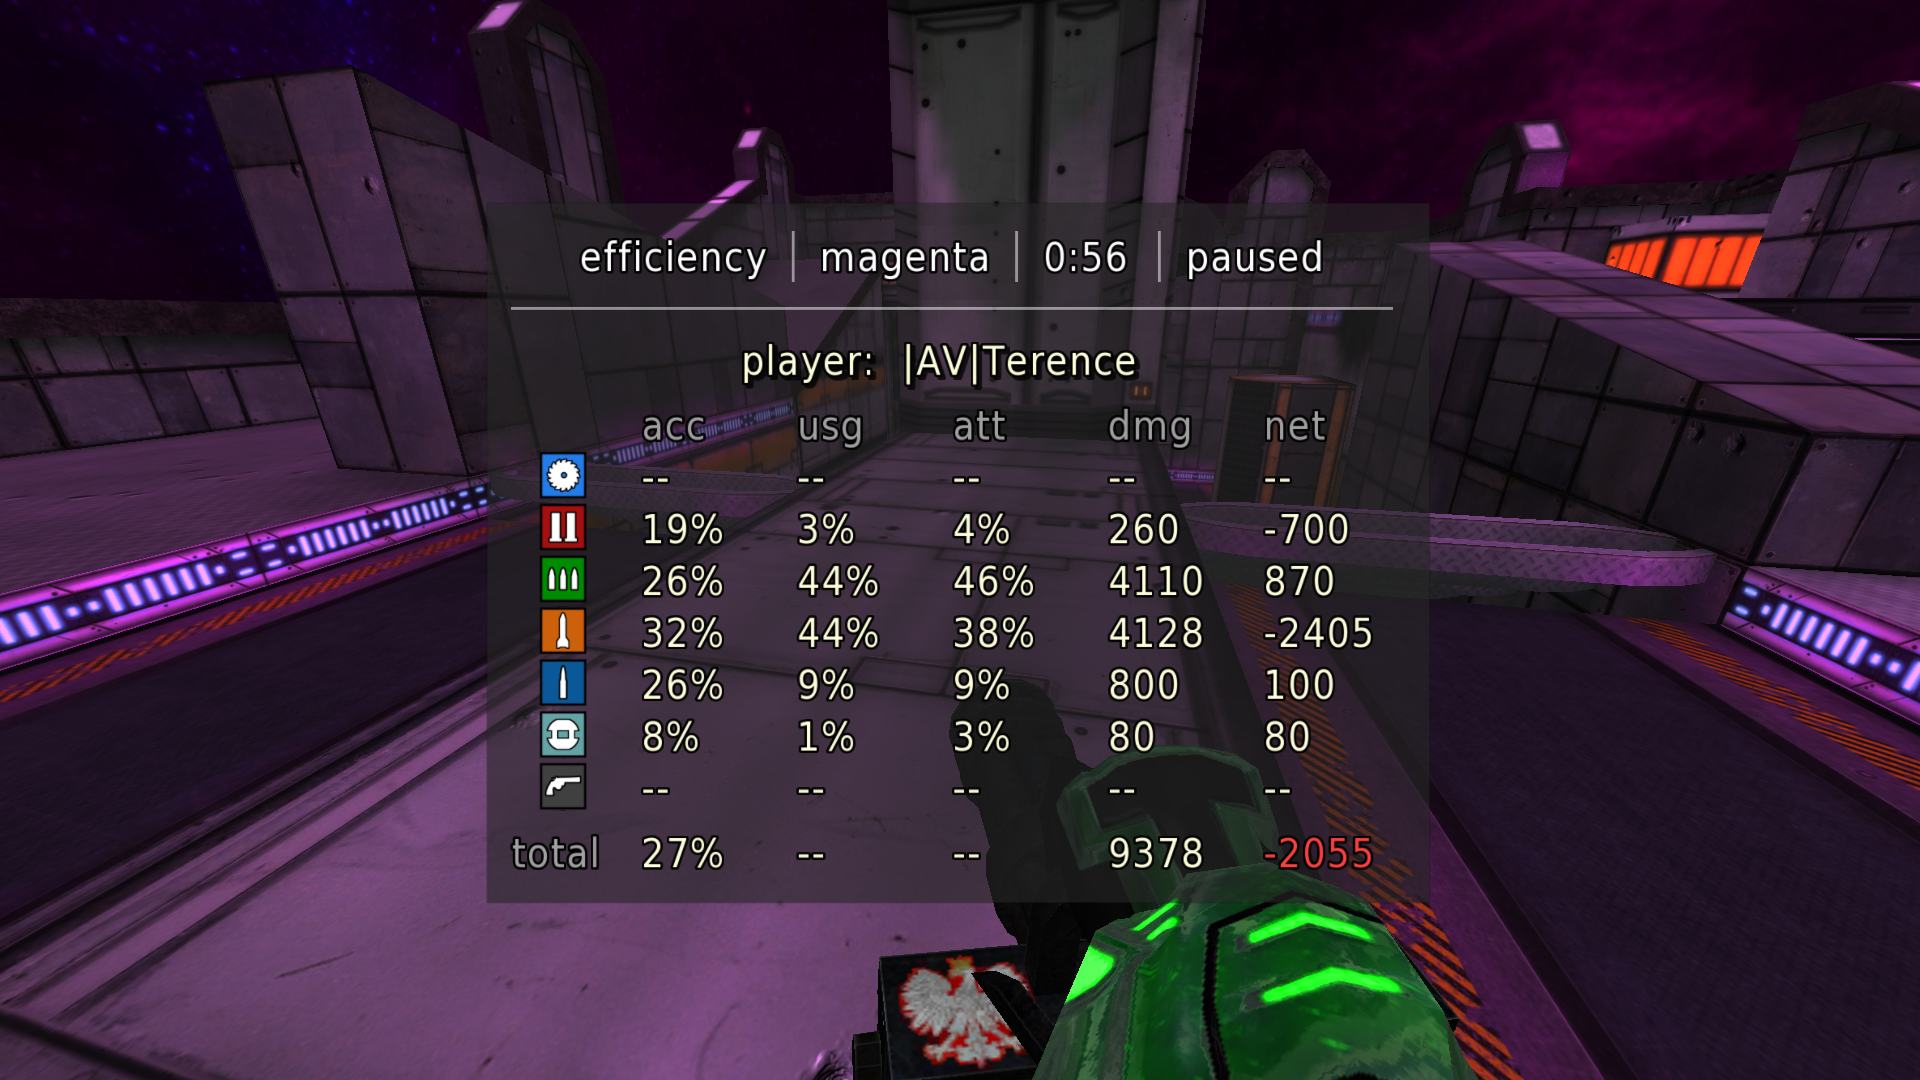 efficiency | magenta | 0:56 | paused
player: |AV|Terence
acc usg att dmg net
-- -- -- -- --
19% 3% 4% 260 -700
26% 44% 46% 4110 870
32% 44% 38% 4128 -2405
26% 9% 9% 800 100
8% 1% 3% 80 80
-- -- -- -- --
total 27% -- -- 9378 -2055